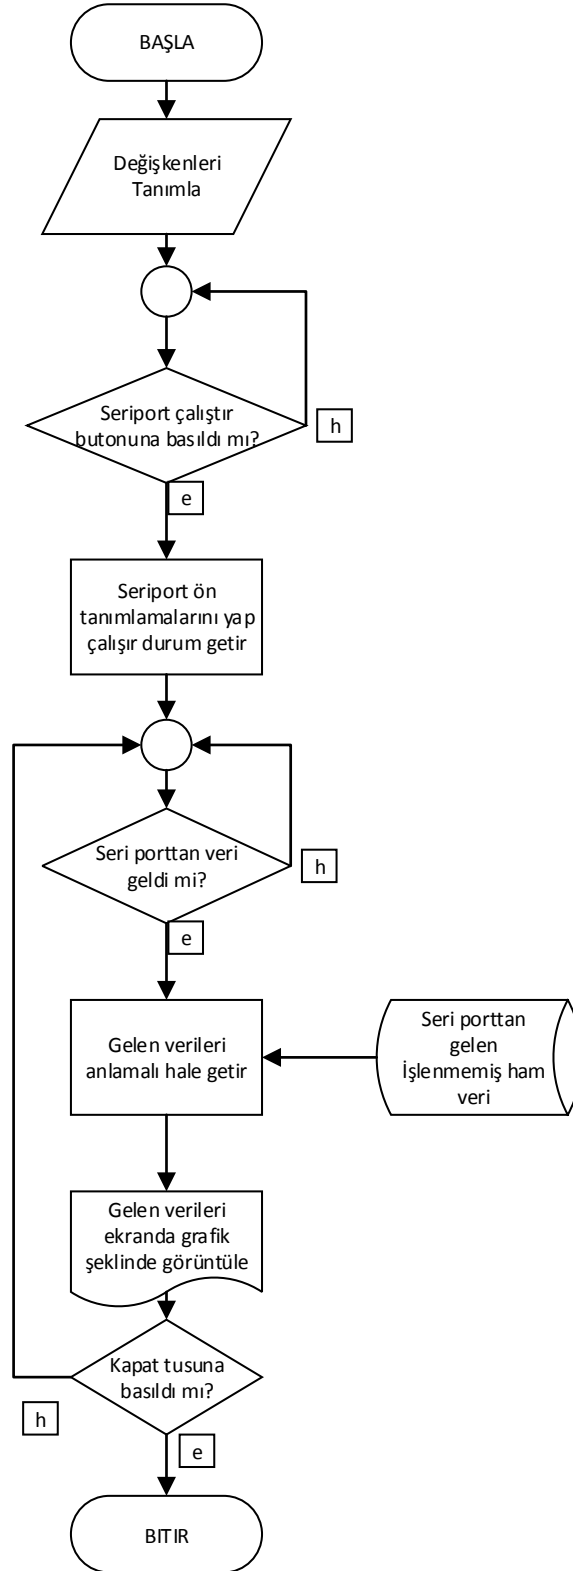 BAŞLA
Değişkenleri
Tanımla
Seriport çalıştır
butonuna basıldı mı?
h
e
Seriport ön
tanımlamalarını yap
çalışır durum getir
Seri porttan veri
geldi mi?
h
e
Gelen verileri
anlamalı hale getir
Seri porttan
gelen
İşlenmemiş ham
veri
Gelen verileri
ekranda grafik
şeklinde görüntüle
Kapat tusuna
basıldı mı?
h
e
BITIR